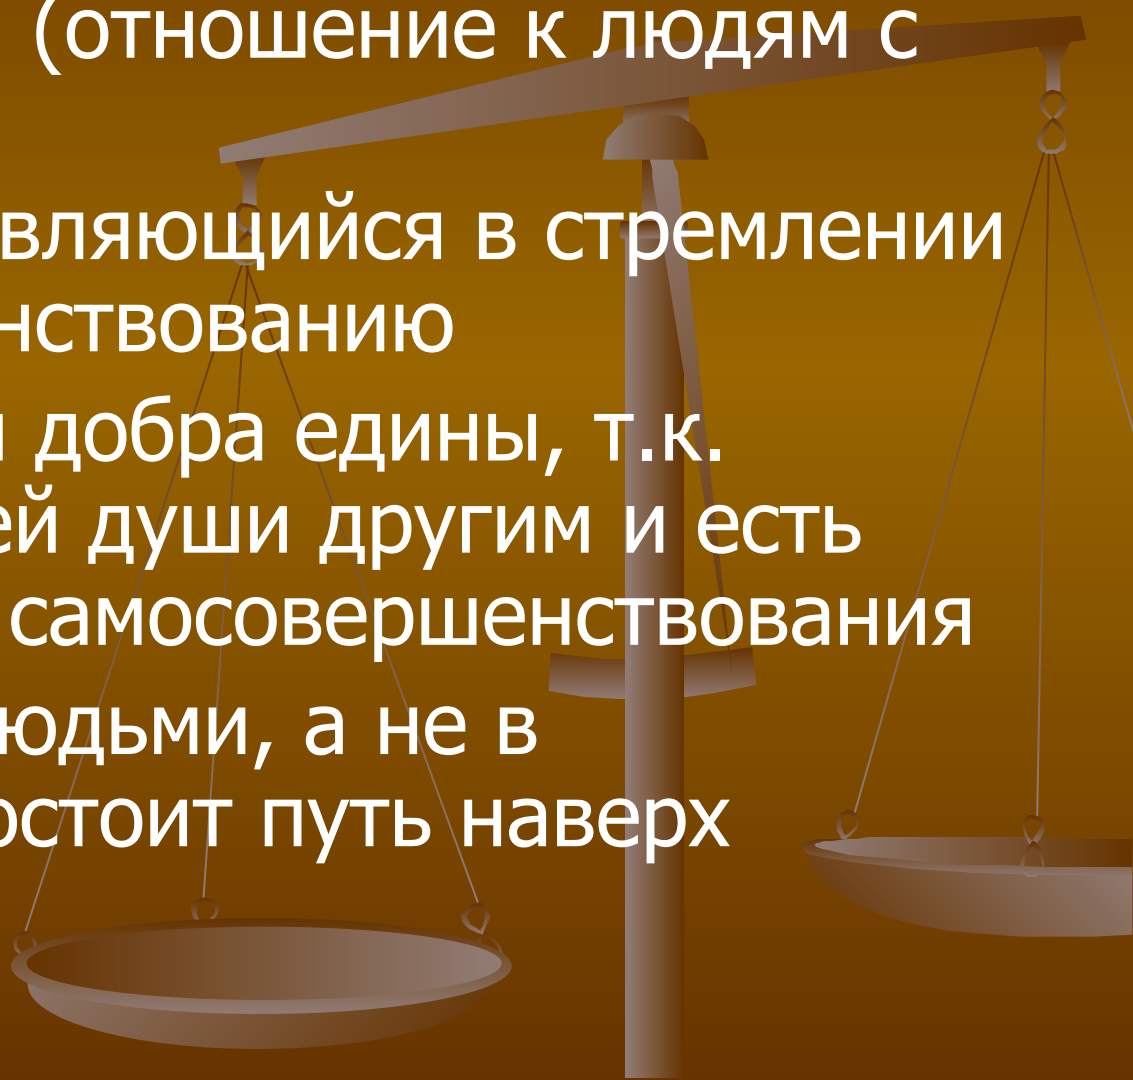 (отношение к людям с
вляющийся в стремлении
нствованию
добра едины, т.к.
ей души другим и есть
самосовершенствования
юдьми, а не в
остоит путь наверх